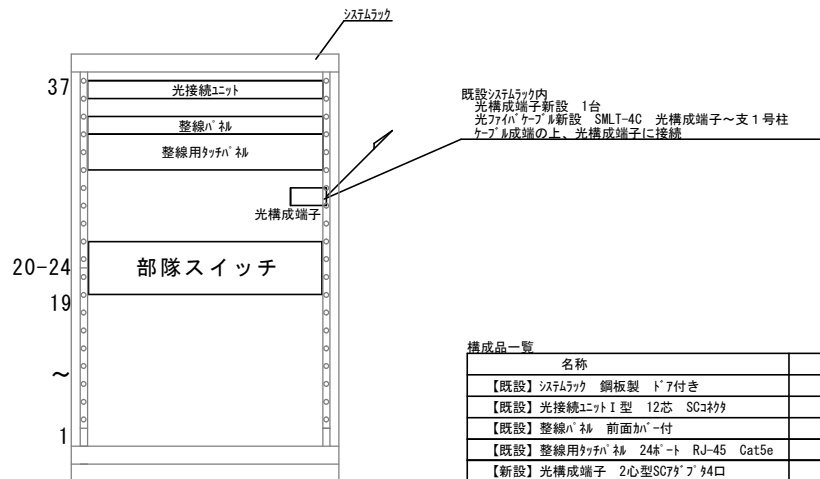 システムラック
37
光接続ユニット
整線パネル
整線用タッチパネル
光構成端子
20-24
部隊スイッチ
19
～
1
既設システムラック内
光構成端子新設 1台
光ファイバケーブル新設 SMLT-4C 光構成端子～支1号柱
ケーブル成端の上、光構成端子に接続
構成品一覧
名称
【既設】システムラック 鋼板製 ドア付き
【既設】光接続ユニットⅠ型 12芯 SCコネクタ
【既設】整線パネル 前面カバー付
【既設】整線用タッチパネル 24ポート RJ-45 Cat5e
【新設】光構成端子 2心型SCアダプタ4口